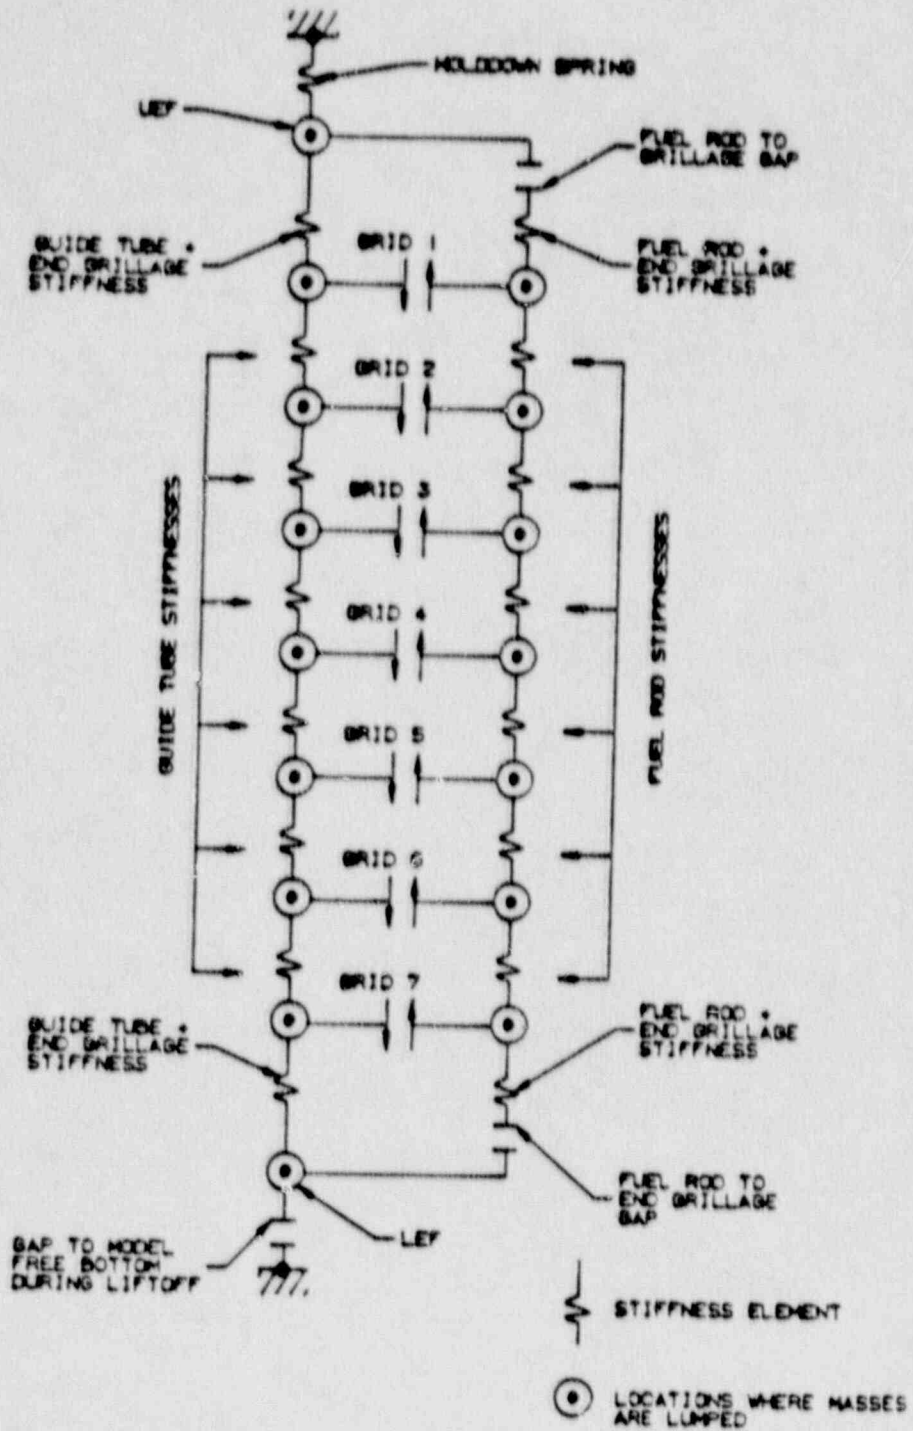 HOLDDOWN SPRING
UEF
FUEL ROD TO
GRILLAGE GAP
GUIDE TUBE +
END GRILLAGE
STIFFNESS
GRID 1
FUEL ROD +
END GRILLAGE
STIFFNESS
GRID 2
GRID 3
GUIDE TUBE STIFFNESSES
FUEL ROD STIFFNESSES
GRID 4
GRID 5
GRID 6
GRID 7
GUIDE TUBE +
END GRILLAGE
STIFFNESS
FUEL ROD +
END GRILLAGE
STIFFNESS
FUEL ROD TO
END GRILLAGE
GAP
LEF
GAP TO MODEL
FREE BOTTOM
DURING LIFTOFF
STIFFNESS ELEMENT
LOCATIONS WHERE MASSES
ARE LUMPED